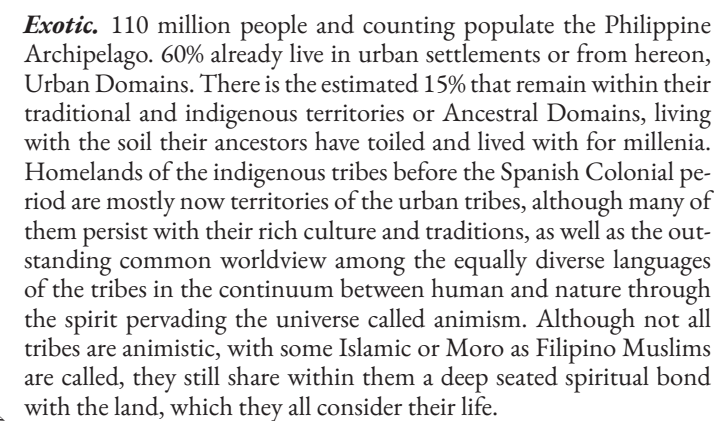 Exotic. 110 million people and counting populate the Philippine
Archipelago. 60% already live in urban settlements or from hereon,
Urban Domains. There is the estimated 15% that remain within their
traditional and indigenous territories or Ancestral Domains, living
with the soil their ancestors have toiled and lived with for millenia.
Homelands of the indigenous tribes before the Spanish Colonial pe-
riod are mostly now territories of the urban tribes, although many of
them persist with their rich culture and traditions, as well as the out-
standing common worldview among the equally diverse languages
of the tribes in the continuum between human and nature through
the spirit pervading the universe called animism. Although not all
tribes are animistic, with some Islamic or Moro as Filipino Muslims
are called, they still share within them a deep seated spiritual bond
with the land, which they all consider their life.